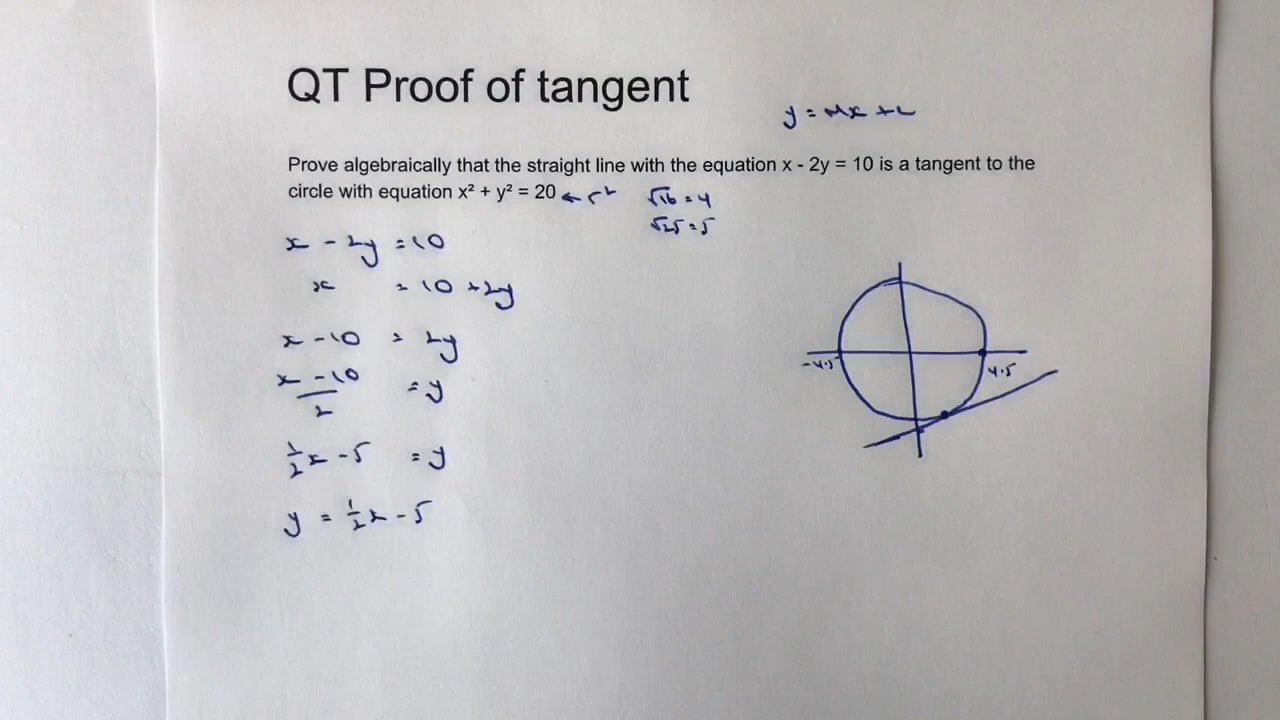 QT Proof of tangent
y = mx + c
Prove algebraically that the straight line with the equation x - 2y = 10 is a tangent to the
circle with equation x² + y² = 20 ← r²
√16 = 4
√25 = 5
x - 2y = 10
x = 10 + 2y
x - 10 = 2y
x - 10 / 2 = y
1/2 x - 5 = y
y = 1/2 x - 5
-4.5
4.5